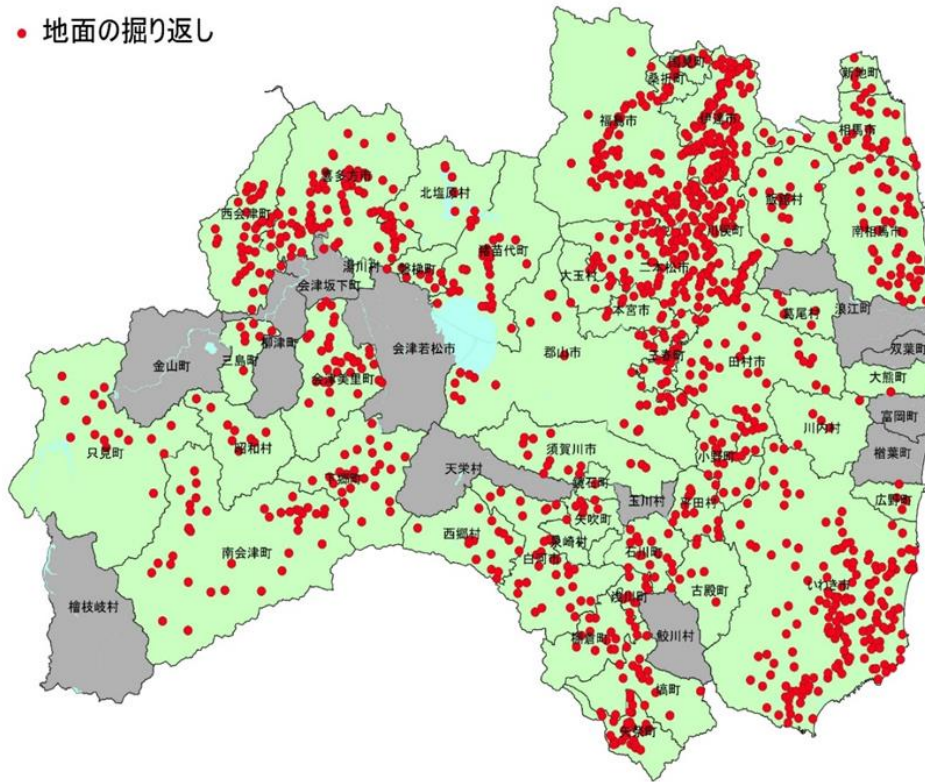 地面の掘り返し
国見町
桑折町
新地町
福島市
伊達市
相馬市
喜多方市
北塩原村
飯舘村
西会津町
川俣町
南相馬市
猪苗代町
湯川村
磐梯町
大玉村
二本松市
会津坂下町
本宮市
葛尾村
浪江町
会津若松市
柳津町
郡山市
三春町
双葉町
金山町
三島町
田村市
会津美里町
大熊町
富岡町
川内村
只見町
昭和村
須賀川市
小野町
楢葉町
天栄村
下郷町
鏡石町
玉川村
平田村
広野町
矢吹町
西郷村
泉崎村
石川町
南会津町
白河市
古殿町
いわき市
檜枝岐村
浅川町
棚倉町
鮫川村
塙町
矢祭町